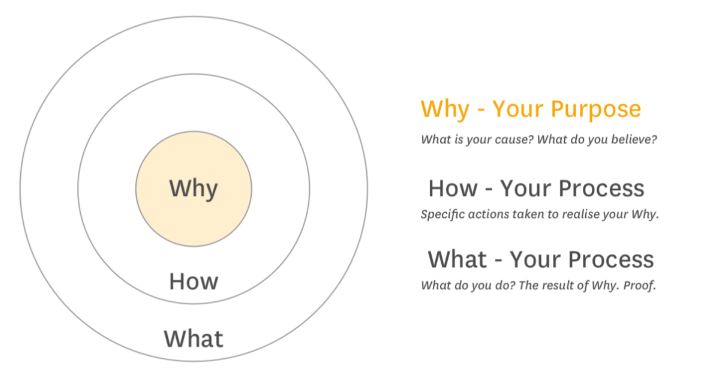 Why
How
What
Why - Your Purpose
What is your cause? What do you believe?
How - Your Process
Specific actions taken to realise your Why.
What - Your Process
What do you do? The result of Why. Proof.